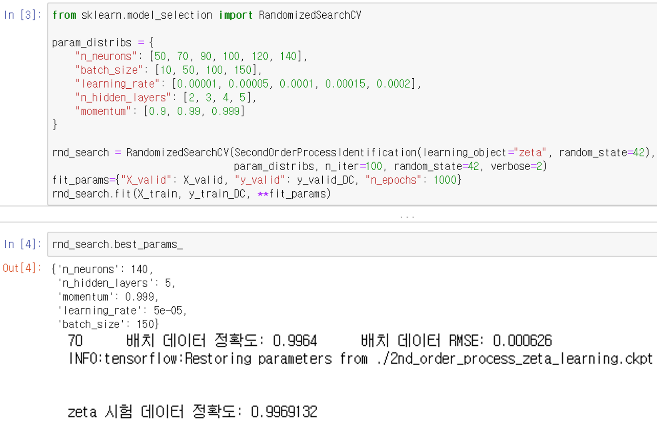 In [3]: from sklearn.model_selection import RandomizedSearchCV
param_distribs = {
"n_neurons": [50, 70, 90, 100, 120, 140],
"batch_size": [10, 50, 100, 150],
"learning_rate": [0.00001, 0.00005, 0.0001, 0.00015, 0.0002],
"n_hidden_layers": [2, 3, 4, 5],
"momentum": [0.9, 0.99, 0.999]
}
rnd_search = RandomizedSearchCV(SecondOrderProcessIdentification(learning_object="zeta", random_state=42),
param_distribs, n_iter=100, random_state=42, verbose=2)
fit_params={"X_valid": X_valid, "y_valid": y_valid_DC, "n_epochs": 1000}
rnd_search.fit(X_train, y_train_DC, **fit_params)
...
In [4]: rnd_search.best_params_
Out[4]: {'n_neurons': 140,
'n_hidden_layers': 5,
'momentum': 0.999,
'learning_rate': 5e-05,
'batch_size': 150}
70 배치 데이터 정확도: 0.9964 배치 데이터 RMSE: 0.000626
INFO:tensorflow:Restoring parameters from ./2nd_order_process_zeta_learning.ckpt
zeta 시험 데이터 정확도: 0.9969132